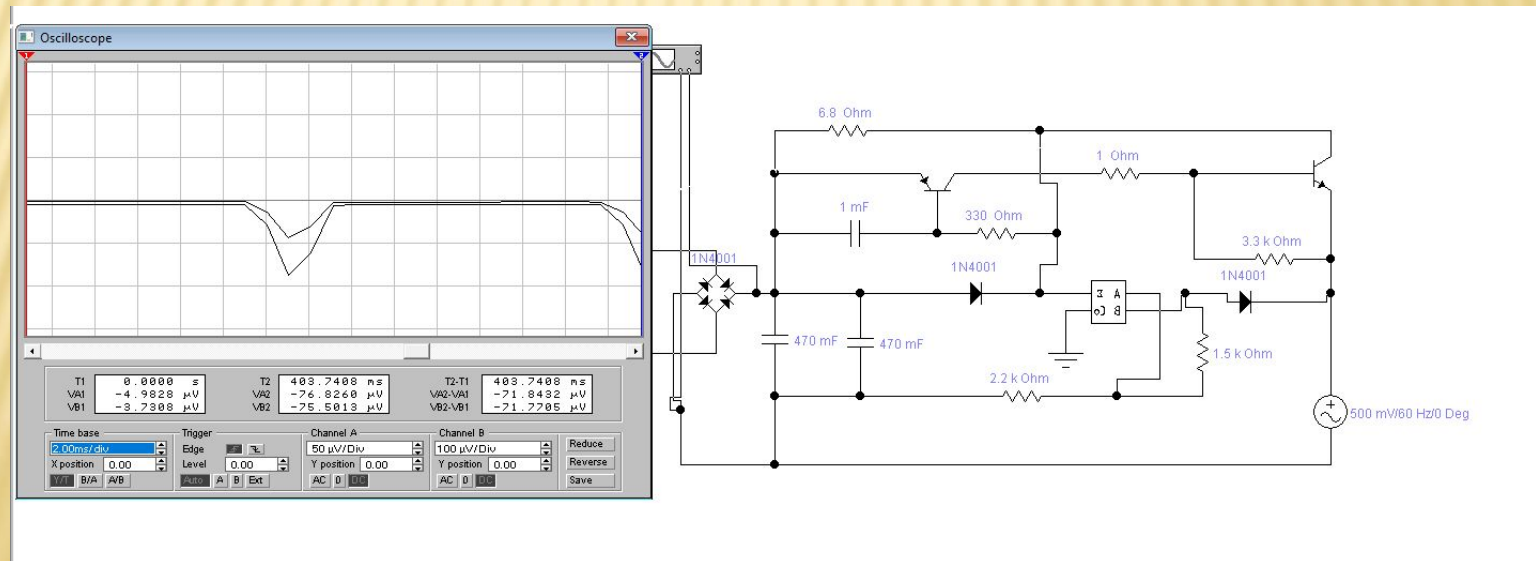 Oscilloscope
1
2
T1 0.0000 s T2 403.7408 ms T2-T1 403.7408 ms
VA1 -4.9828 µV VA2 -76.8260 µV VA2-VA1 -71.8432 µV
VB1 -3.7308 µV VB2 -75.5013 µV VB2-VB1 -71.7705 µV
Time base Trigger Channel A Channel B
2.00ms/div Edge 50 µV/Div 100 µV/Div Reduce
X position 0.00 Level 0.00 Y position 0.00 Y position 0.00 Reverse
Y/T B/A A/B Auto A B Ext AC 0 DC AC 0 DC Save
6.8 Ohm
1 Ohm
1 mF
330 Ohm
3.3 k Ohm
1N4001
1N4001
1N4001
A
B
470 mF
470 mF
1.5 k Ohm
2.2 k Ohm
500 mV/60 Hz/0 Deg